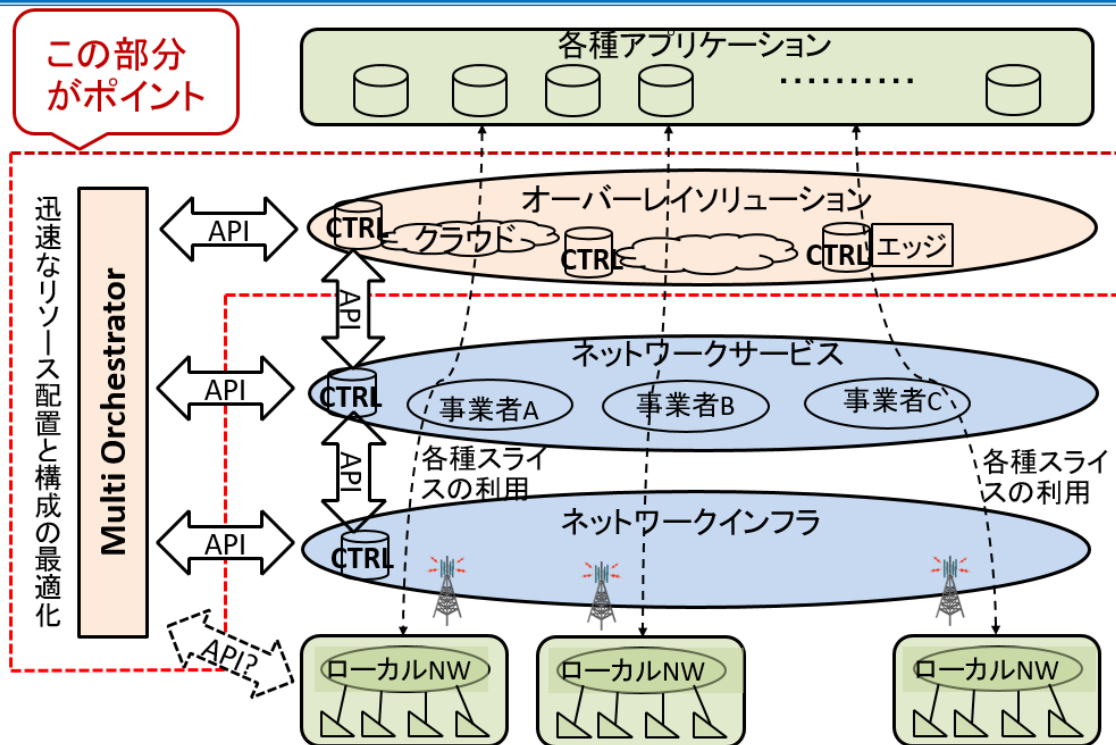 この部分
がポイント
各種アプリケーション
‥‥‥‥‥
迅速なリソース配置と構成の最適化
Multi Orchestrator
API
オーバーレイソリューション
CTRL
クラウド
CTRL
CTRL
エッジ
API
API
ネットワークサービス
CTRL
事業者A
事業者B
事業者C
API
各種スライ
スの利用
各種スライ
スの利用
API
ネットワークインフラ
CTRL
API?
ローカルNW
ローカルNW
ローカルNW